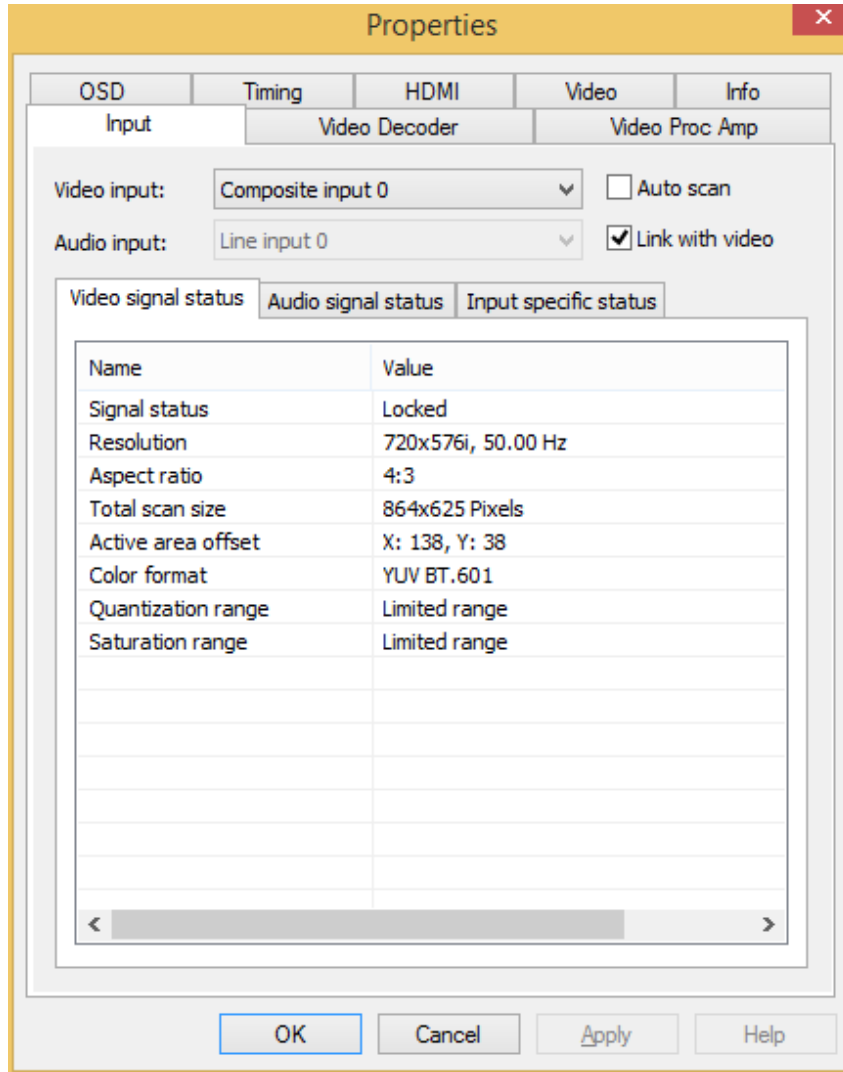 Properties
OSD Timing HDMI Video Info
Input Video Decoder Video Proc Amp
Video input: Composite input 0 Auto scan
Audio input: Line input 0 Link with video
Video signal status Audio signal status Input specific status
Name Value
Signal status Locked
Resolution 720x576i, 50.00 Hz
Aspect ratio 4:3
Total scan size 864x625 Pixels
Active area offset X: 138, Y: 38
Color format YUV BT.601
Quantization range Limited range
Saturation range Limited range
OK Cancel Apply Help